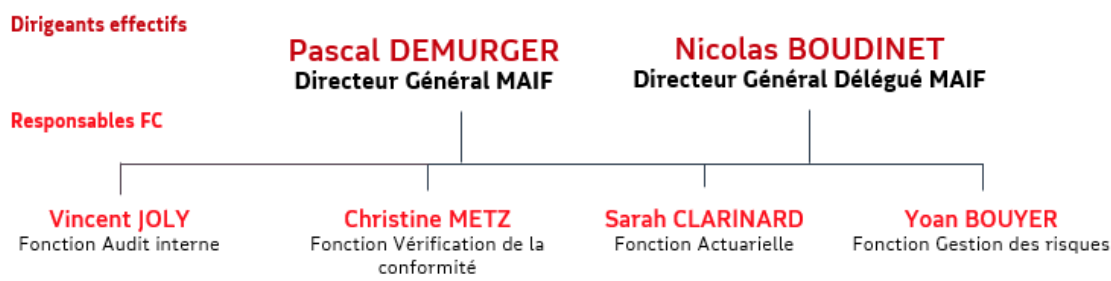 Dirigeants effectifs
Pascal DEMURGER
Directeur Général MAIF
Nicolas BOUDINET
Directeur Général Délégué MAIF
Responsables FC
Vincent JOLY
Fonction Audit interne
Christine METZ
Fonction Vérification de la
conformité
Sarah CLARINARD
Fonction Actuarielle
Yoan BOUYER
Fonction Gestion des risques